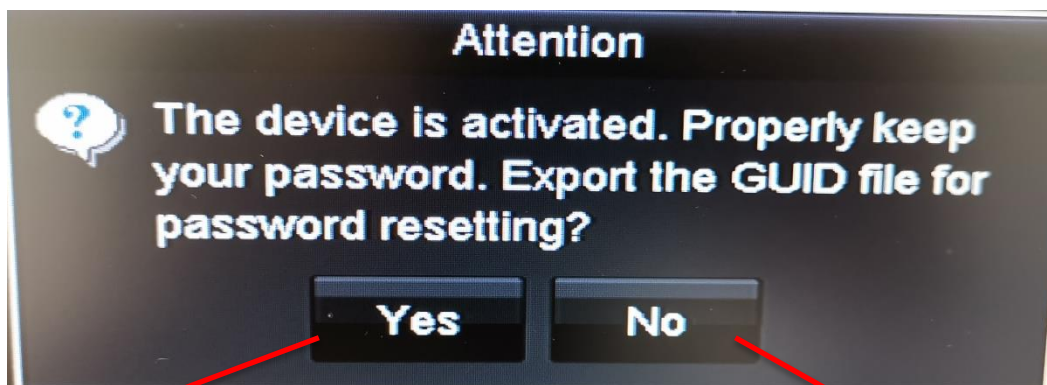 Attention
The device is activated. Properly keep
your password. Export the GUID file for
password resetting?
Yes No